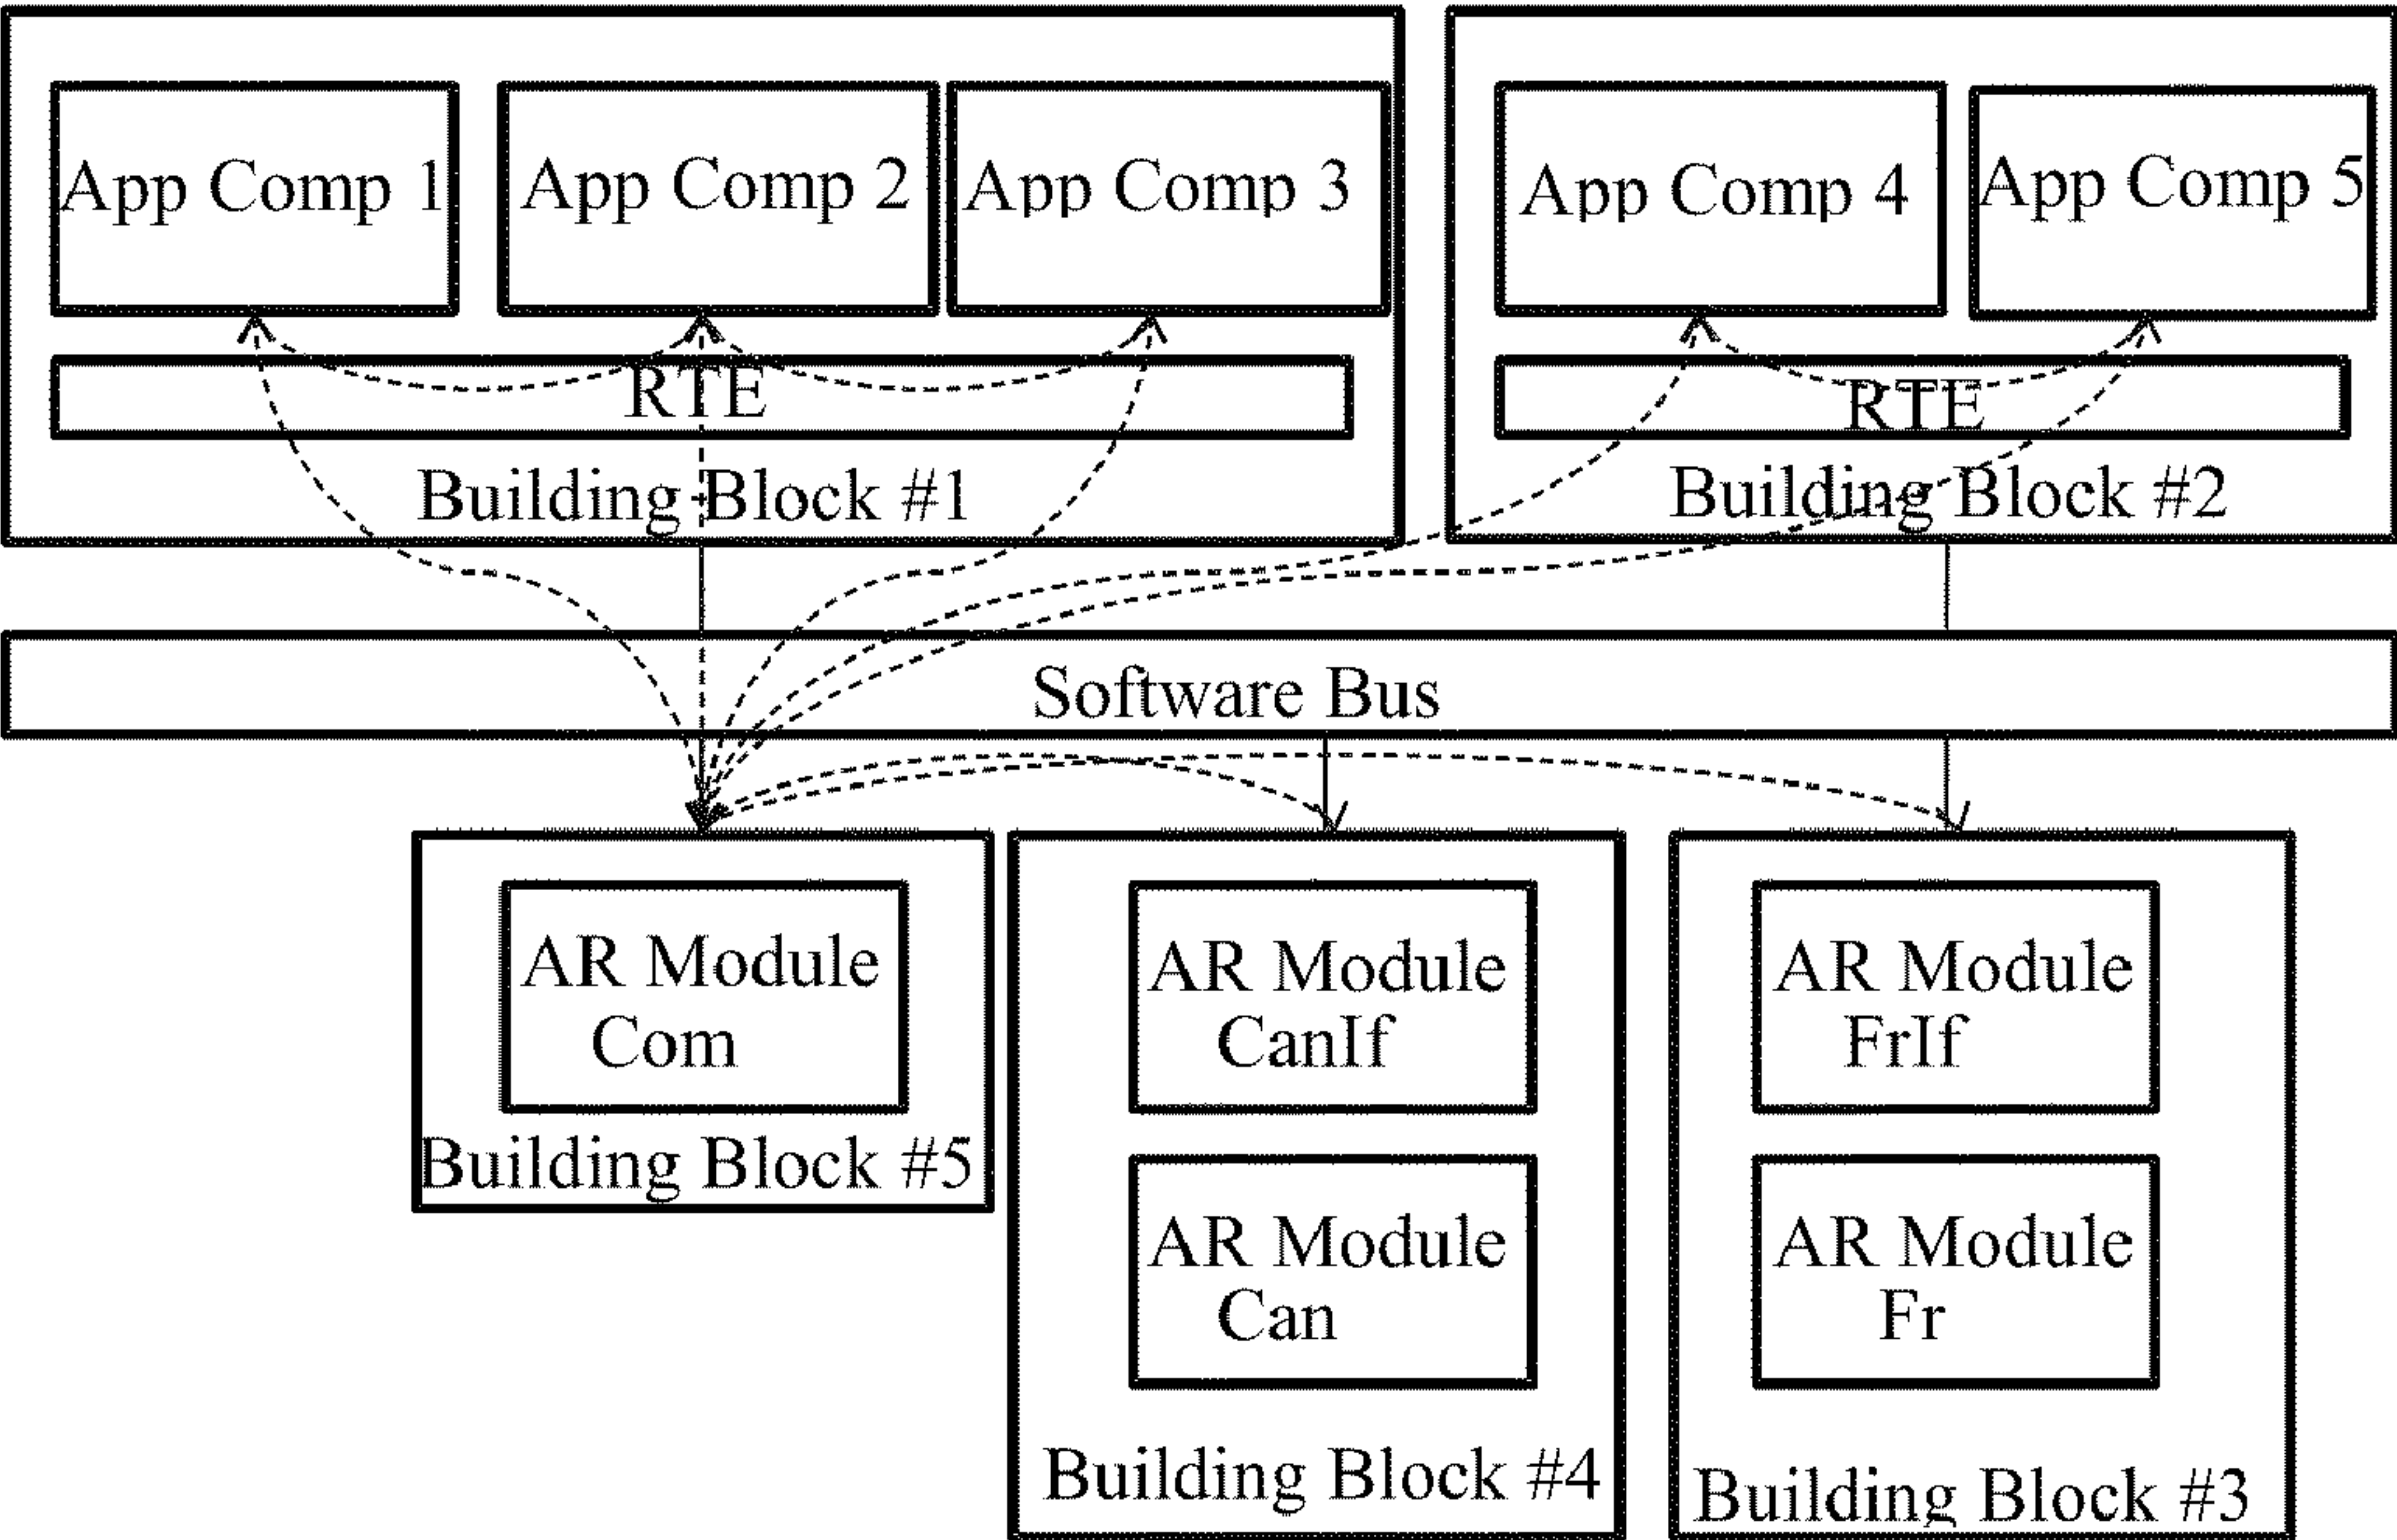 App Comp 1
App Comp 2
App Comp 3
App Comp 4
App Comp 5
RTE
RTE
Building Block #1
Building Block #2
Software Bus
AR Module
Com
Building Block #5
AR Module
CanIf
AR Module
Can
Building Block #4
AR Module
FrIf
AR Module
Fr
Building Block #3